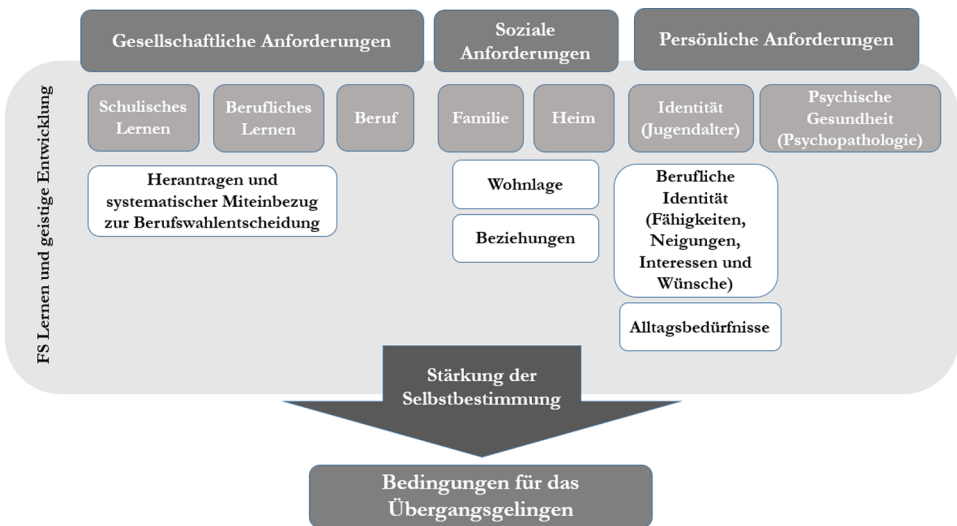 Gesellschaftliche Anforderungen
Soziale
Anforderungen
Persönliche Anforderungen
FS Lernen und geistige Entwicklung
Schulisches
Lernen
Berufliches
Lernen
Beruf
Familie
Heim
Identität
(Jugendalter)
Psychische
Gesundheit
(Psychopathologie)
Herantragen und
systematischer Miteinbezug
zur Berufswahlentscheidung
Wohnlage
Beziehungen
Berufliche
Identität
(Fähigkeiten,
Neigungen,
Interessen und
Wünsche)
Alltagsbedürfnisse
Stärkung der
Selbstbestimmung
Bedingungen für das
Übergangsgelingen